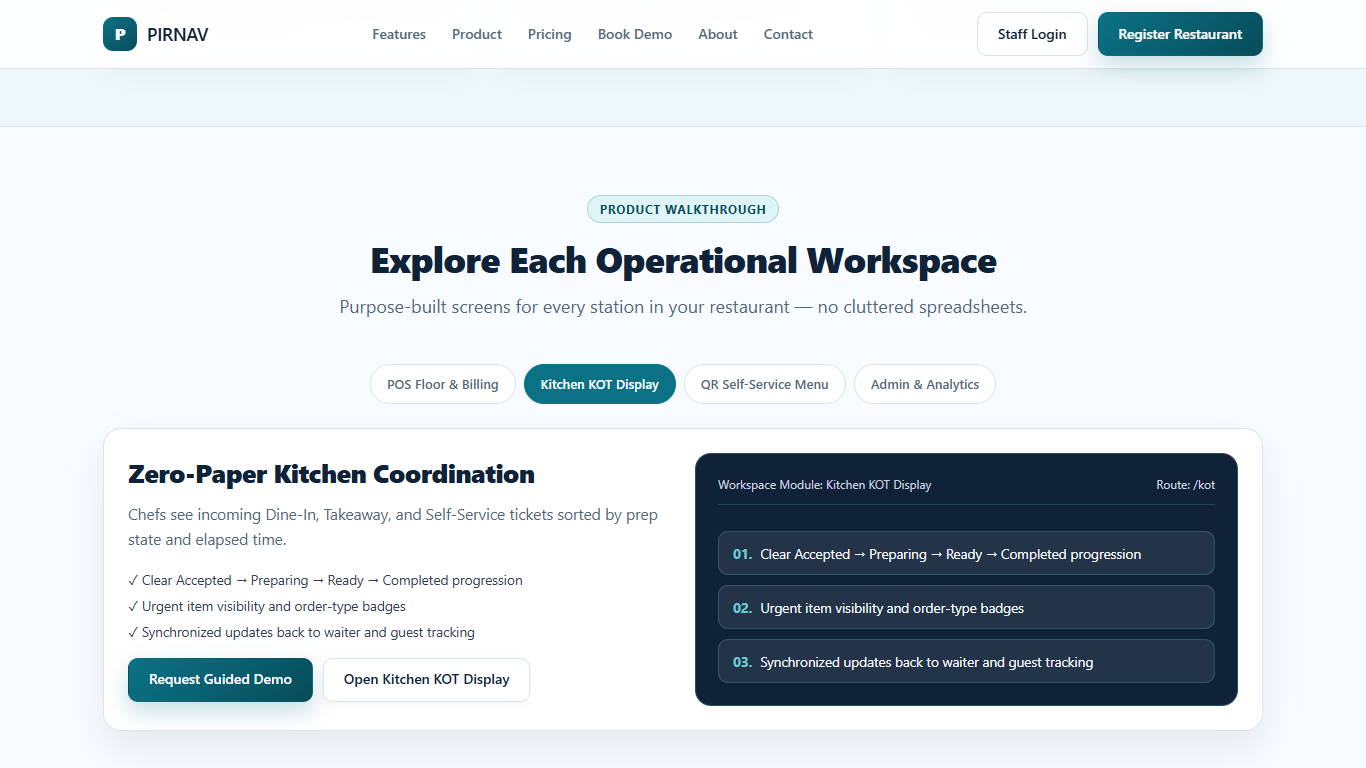 P PIRNAV Features Product Pricing Book Demo About Contact Staff Login Register Restaurant
PRODUCT WALKTHROUGH
Explore Each Operational Workspace
Purpose-built screens for every station in your restaurant — no cluttered spreadsheets.
POS Floor & Billing Kitchen KOT Display QR Self-Service Menu Admin & Analytics
Zero-Paper Kitchen Coordination
Chefs see incoming Dine-In, Takeaway, and Self-Service tickets sorted by prep
state and elapsed time.
✓ Clear Accepted → Preparing → Ready → Completed progression
✓ Urgent item visibility and order-type badges
✓ Synchronized updates back to waiter and guest tracking
Request Guided Demo Open Kitchen KOT Display
Workspace Module: Kitchen KOT Display Route: /kot
01. Clear Accepted → Preparing → Ready → Completed progression
02. Urgent item visibility and order-type badges
03. Synchronized updates back to waiter and guest tracking